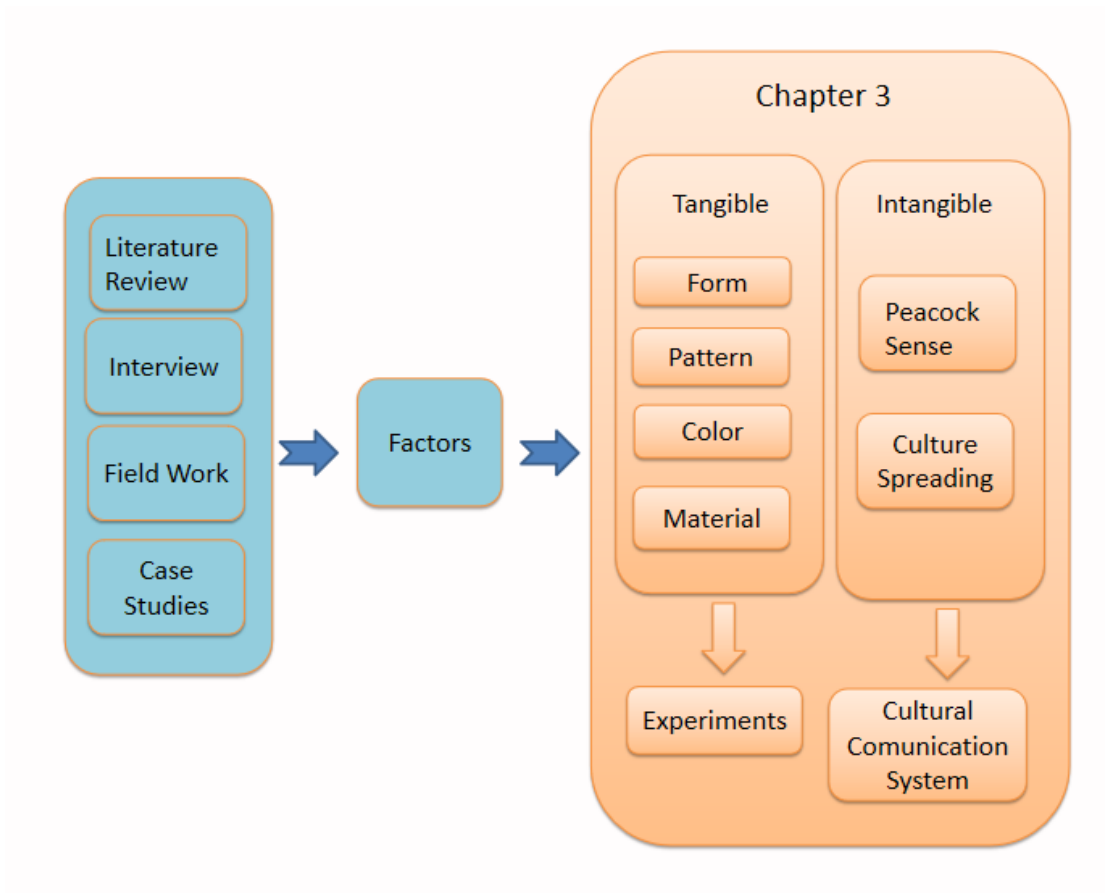 Literature
Review
Interview
Field Work
Case
Studies
Factors
Chapter 3
Tangible
Form
Pattern
Color
Material
Experiments
Intangible
Peacock
Sense
Culture
Spreading
Cultural
Comunication
System